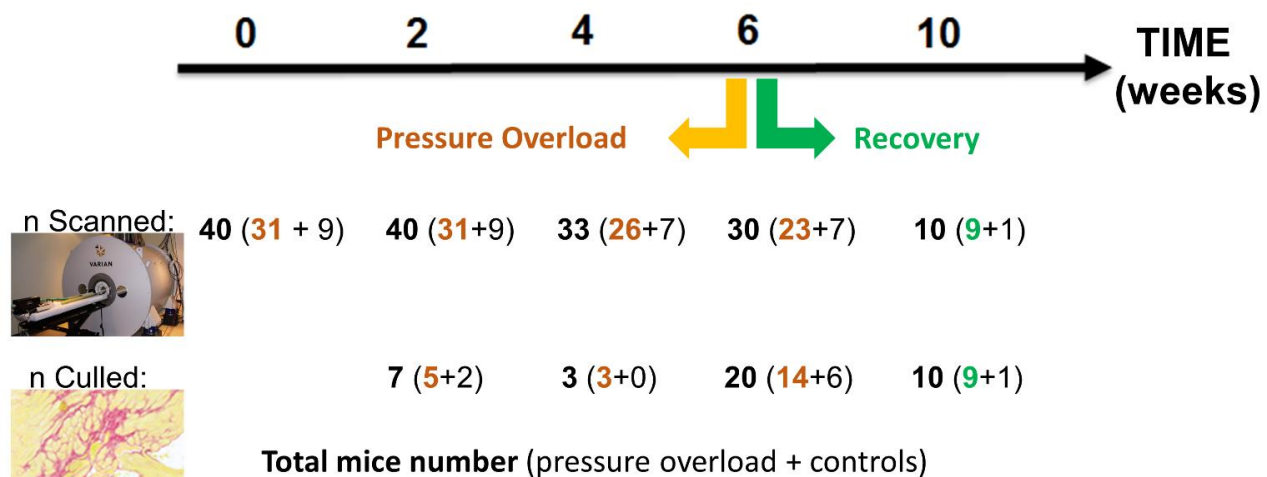 0 2 4 6 10 TIME
(weeks)
Pressure Overload Recovery
n Scanned: 40 (31 + 9) 40 (31+9) 33 (26+7) 30 (23+7) 10 (9+1)
VARIAN
n Culled: 7 (5+2) 3 (3+0) 20 (14+6) 10 (9+1)
Total mice number (pressure overload + controls)